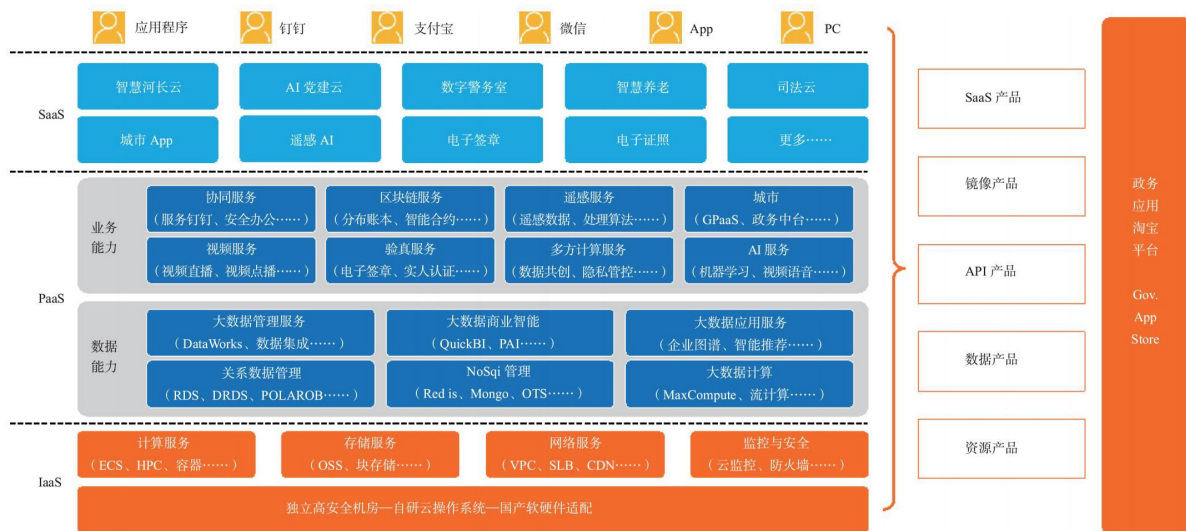 应用程序
钉钉
支付宝
微信
App
PC
SaaS
智慧河长云
AI 党建云
数字警务室
智慧养老
司法云
城市 App
遥感 AI
电子签章
电子证照
更多……
PaaS
业务
能力
协同服务
（服务钉钉、安全办公……）
区块链服务
（分布账本、智能合约……）
遥感服务
（遥感数据、处理算法……）
城市
（GPaaS、政务中台……）
视频服务
（视频直播、视频点播……）
验真服务
（电子签章、实人认证……）
多方计算服务
（数据共创、隐私管控……）
AI 服务
（机器学习、视频语音……）
数据
能力
大数据管理服务
（DataWorks、数据集成……）
大数据商业智能
（QuickBI、PAI……）
大数据应用服务
（企业图谱、智能推荐……）
关系数据管理
（RDS、DRDS、POLAROB……）
NoSqi 管理
（Red is、Mongo、OTS……）
大数据计算
（MaxCompute、流计算……）
IaaS
计算服务
（ECS、HPC、容器……）
存储服务
（OSS、块存储……）
网络服务
（VPC、SLB、CDN……）
监控与安全
（云监控、防火墙……）
独立高安全机房—自研云操作系统—国产软硬件适配
SaaS 产品
镜像产品
API 产品
数据产品
资源产品
政务
应用
淘宝
平台
Gov.
App
Store